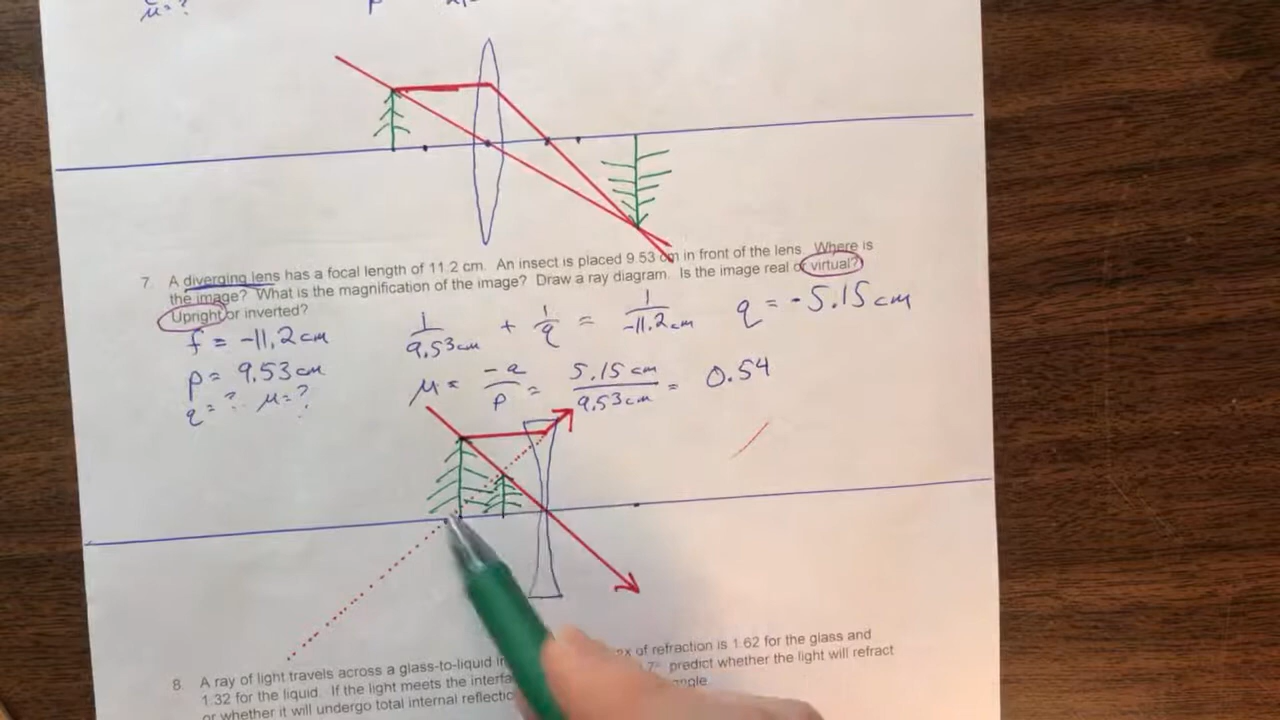 μ = ?
7. A diverging lens has a focal length of 11.2 cm. An insect is placed 9.53 cm in front of the lens. Where is
the image? What is the magnification of the image? Draw a ray diagram. Is the image real or virtual?
Upright or inverted?
f = -11.2 cm
p = 9.53 cm
q = ? μ = ?
1/9.53 cm + 1/q = 1/-11.2 cm q = -5.15 cm
μ = -q/p = 5.15 cm/9.53 cm = 0.54
8. A ray of light travels across a glass-to-liquid of refraction is 1.62 for the glass and
1.32 for the liquid. If the light meets the predict whether the light will refract
or whether it will undergo total internal angle.